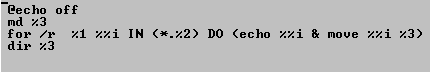 @echo off
md %3
for /r  %1 %%i IN (*.%2) DO (echo %%i & move %%i %3)
dir %3